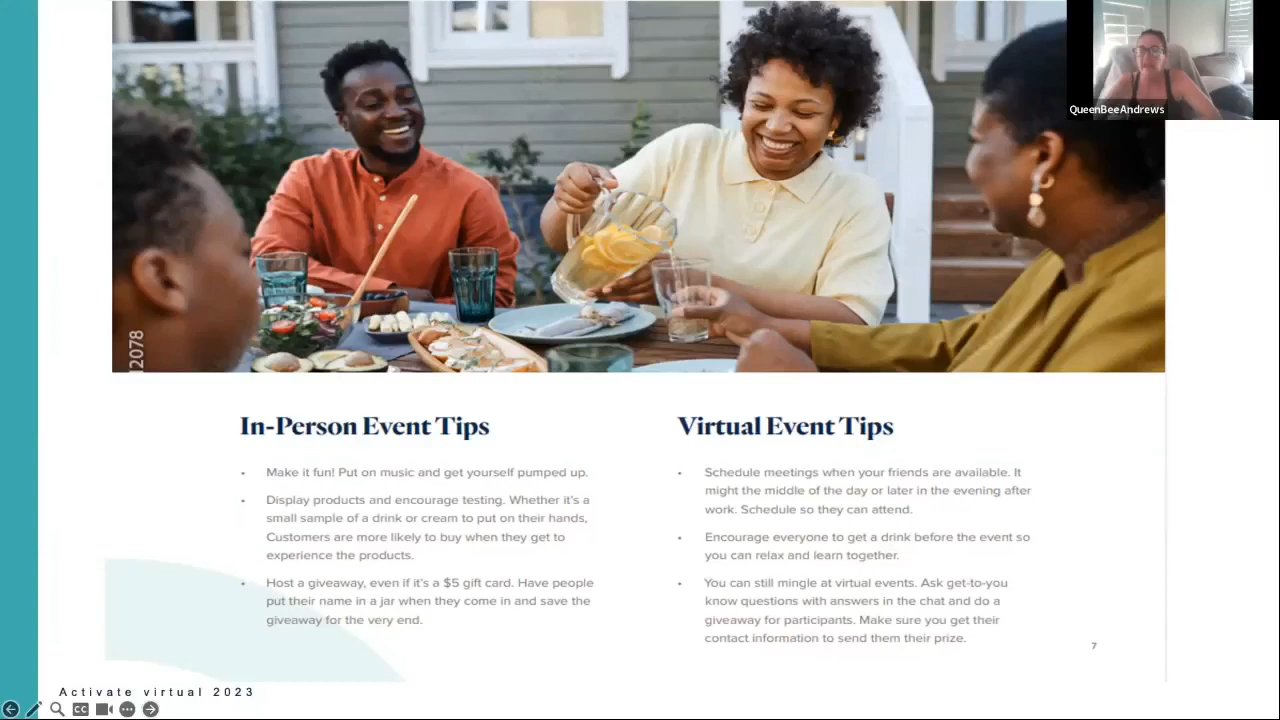 QueenBeeAndrews
12078
In-Person Event Tips
• Make it fun! Put on music and get yourself pumped up.
• Display products and encourage testing. Whether it's a
small sample of a drink or cream to put on their hands,
Customers are more likely to buy when they get to
experience the products.
• Host a giveaway, even if it's a $5 gift card. Have people
put their name in a jar when they come in and save the
giveaway for the very end.
Virtual Event Tips
• Schedule meetings when your friends are available. It
might the middle of the day or later in the evening after
work. Schedule so they can attend.
• Encourage everyone to get a drink before the event so
you can relax and learn together.
• You can still mingle at virtual events. Ask get-to-you
know questions with answers in the chat and do a
giveaway for participants. Make sure you get their
contact information to send them their prize.
7
Activate virtual 2023
CC